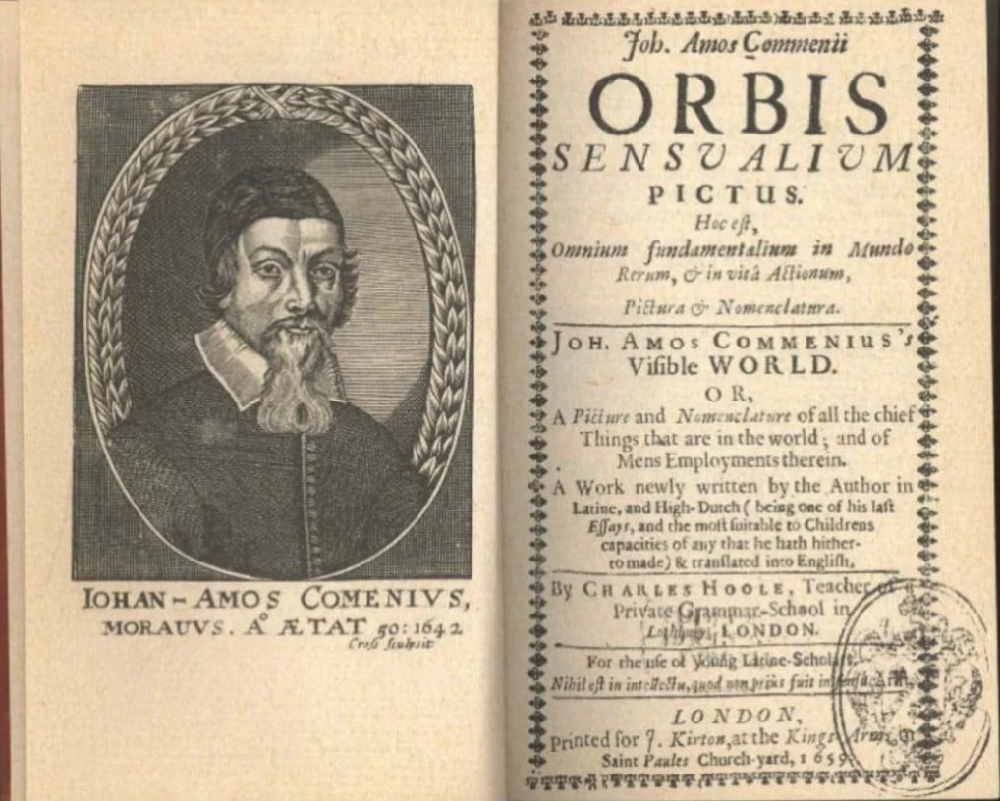 IOHAN-AMOS COMENIVS,
MORAUVS. Ao ÆTAT 50: 1642
Cross sculpsit
Joh. Amos Commenii
ORBIS
SENSUALIUM
PICTUS.
Hoc est,
Omnium fundamentalium in Mundo
Rerum, & in vitâ Actionum,
Pictura & Nomenclatura.
JOH. AMOS COMMENIUS's
Visible WORLD.
OR,
A Picture and Nomenclature of all the chief
Things that are in the world; and of
Mens Employments therein.
A Work newly written by the Author in
Latine, and High-Dutch (being one of his last
Essays, and the most suitable to Childrens
capacities of any that he hath hither-
to made) & translated into English,
By CHARLES HOOLE, Teacher of a
Private Grammar-School in
Lothbury, LONDON.
For the use of young Latine-Scholars.
Nihil est in intellectu, quod non prius fuit in sensu.
LONDON,
Printed for J. Kirton, at the Kings-Arms, in
Saint Paules Church-yard, 1659.